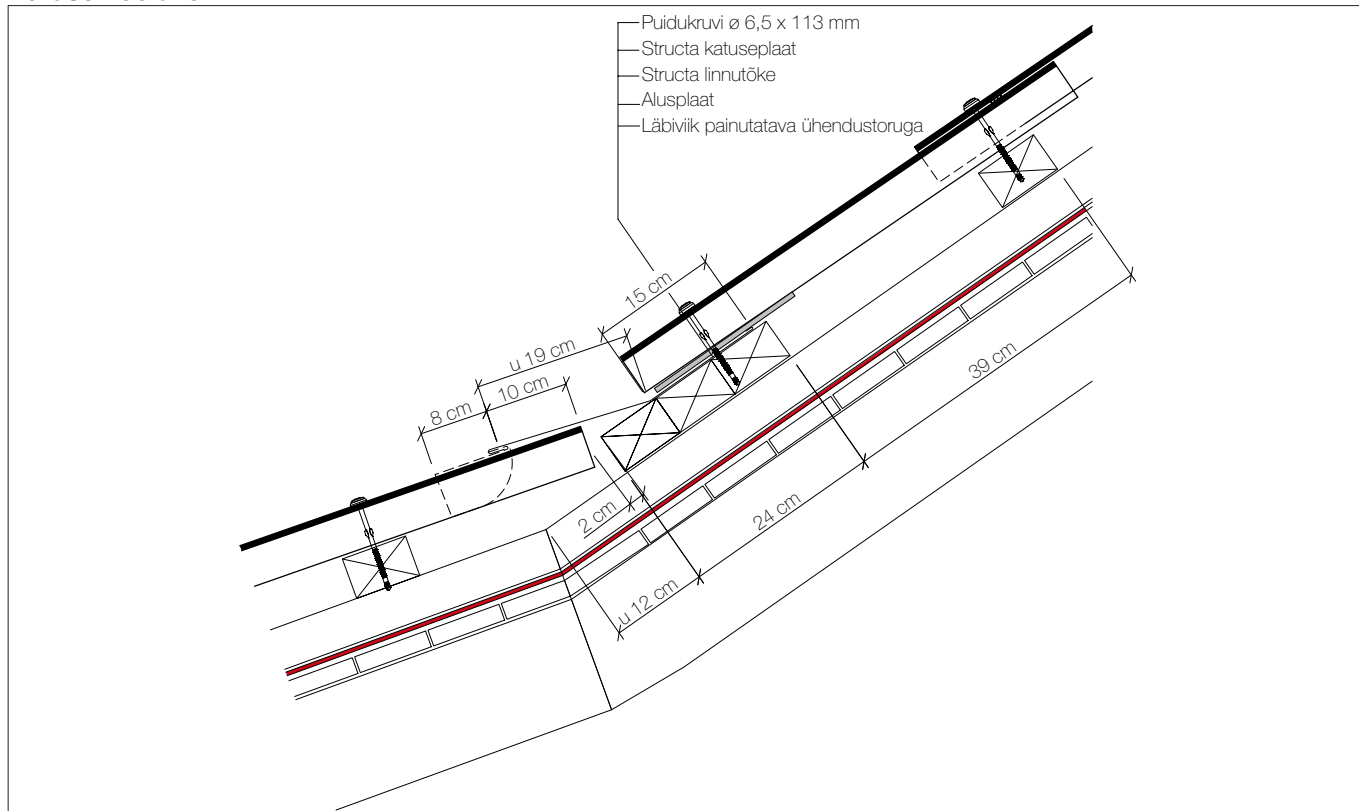 Puidukruvi ø 6,5 x 113 mm
Structa katuseplaat
Structa linnutõke
Alusplaat
Läbiviik painutatava ühendustoruga
15 cm
u 19 cm
10 cm
8 cm
39 cm
2 cm
24 cm
u 12 cm